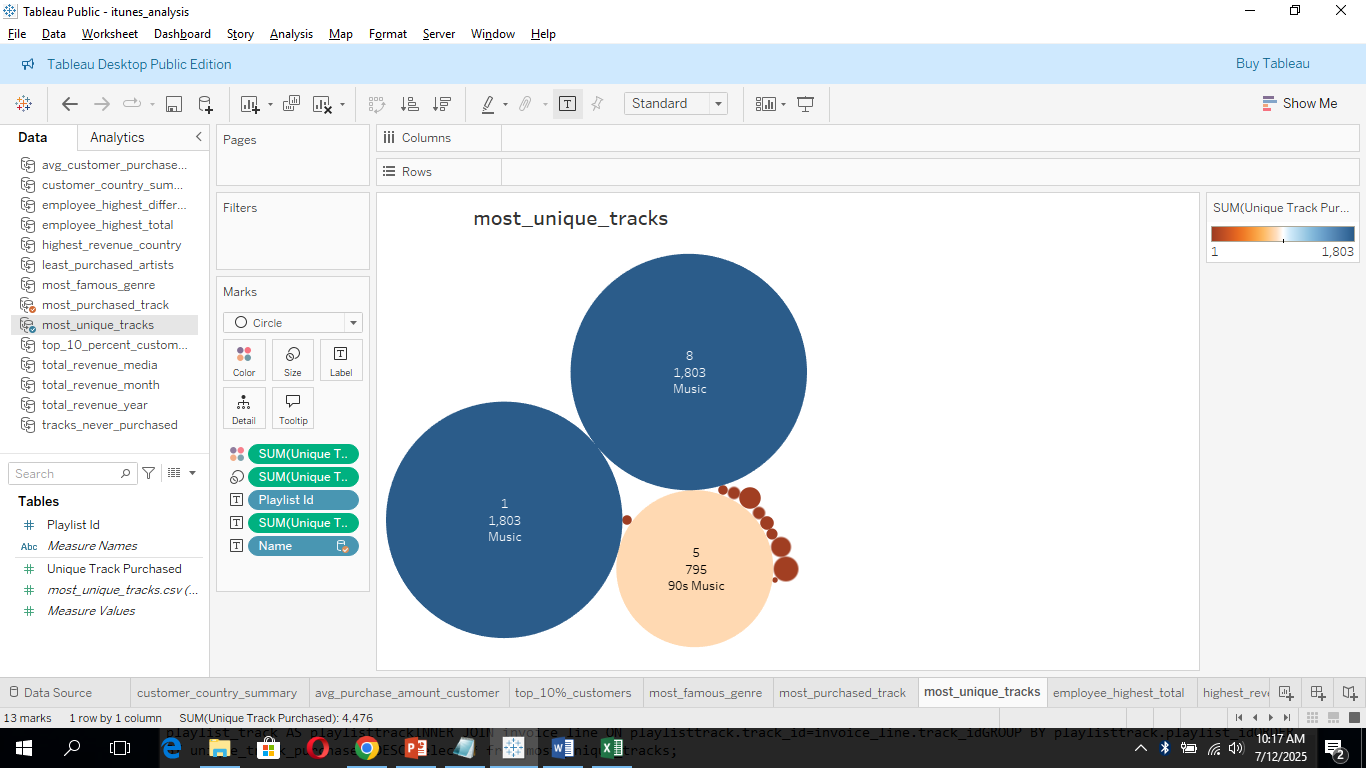 Tableau Public - itunes_analysis
File Data Worksheet Dashboard Story Analysis Map Format Server Window Help
Tableau Desktop Public Edition
Buy Tableau
Standard
Show Me
Data Analytics
avg_customer_purchase...
customer_country_sum...
employee_highest_differ...
employee_highest_total
highest_revenue_country
least_purchased_artists
most_famous_genre
most_purchased_track
most_unique_tracks
top_10_percent_custom...
total_revenue_media
total_revenue_month
total_revenue_year
tracks_never_purchased
Search
Tables
Playlist Id
Abc Measure Names
Unique Track Purchased
most_unique_tracks.csv (...
Measure Values
Pages
Filters
Marks
Circle
Color Size Label
Detail Tooltip
SUM(Unique T..
SUM(Unique T..
Playlist Id
SUM(Unique T..
Name
Columns
Rows
most_unique_tracks
8
1,803
Music
1
1,803
Music
5
795
90s Music
SUM(Unique Track Pur...
1 1,803
Data Source customer_country_summary avg_purchase_amount_customer top_10%_customers most_famous_genre most_purchased_track most_unique_tracks employee_highest_total highest_reve
13 marks 1 row by 1 column SUM(Unique Track Purchased): 4,476
10:17 AM
7/12/2025
2